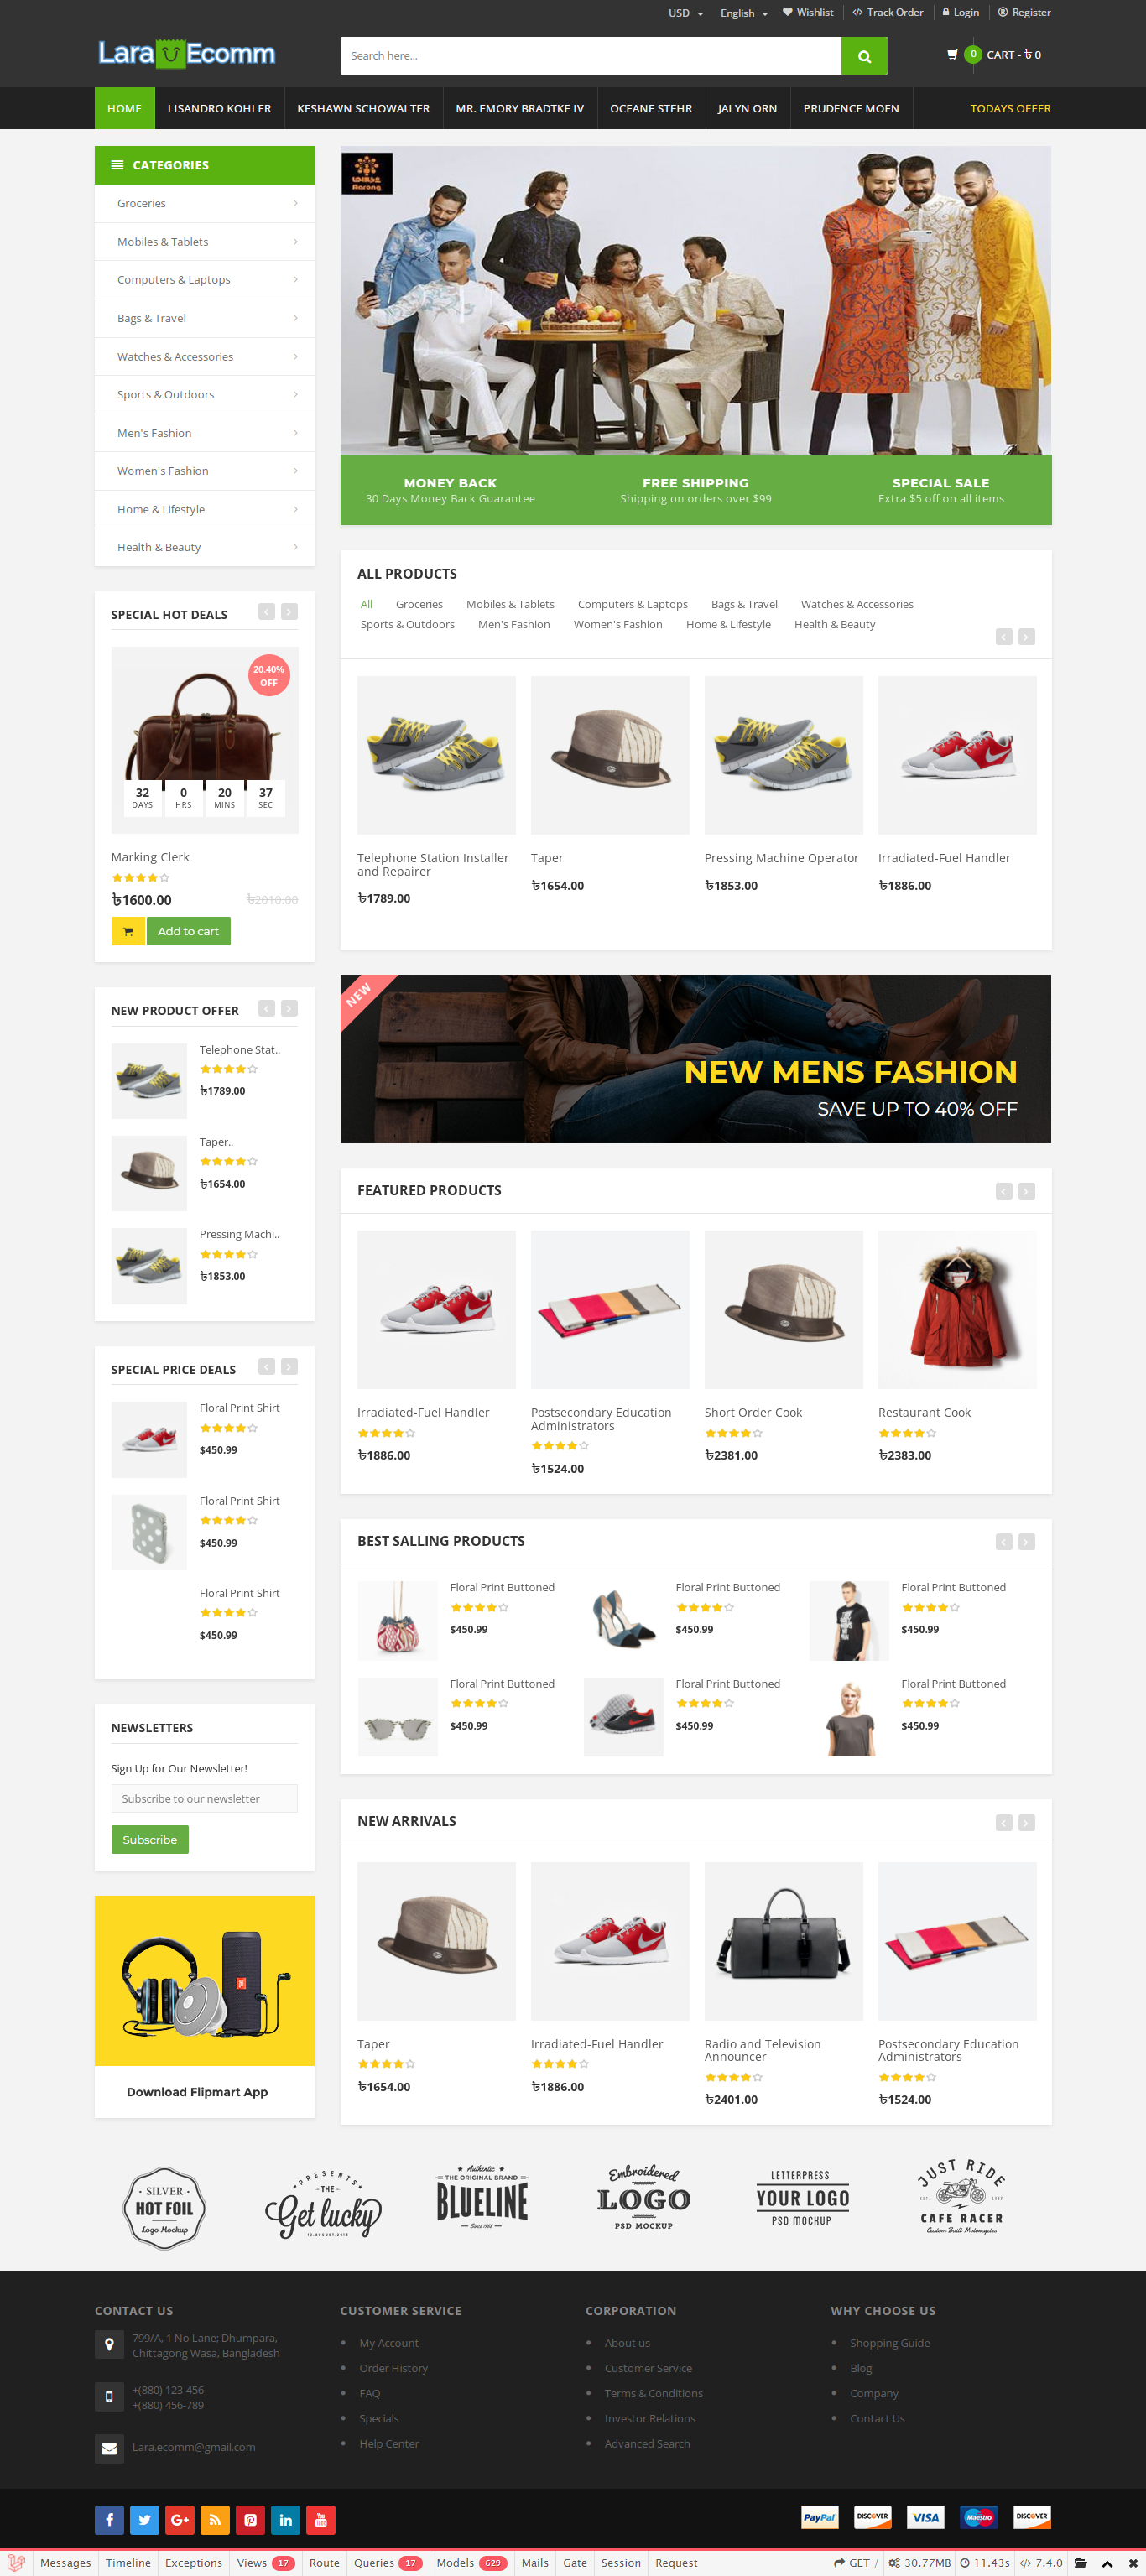 USD English Wishlist Track Order Login Register
Lara Ecomm
Search here...
0 CART - ৳ 0
HOME LISANDRO KOHLER KESHAWN SCHOWALTER MR. EMORY BRADTKE IV OCEANE STEHR JALYN ORN PRUDENCE MOEN TODAYS OFFER
CATEGORIES
Groceries
Mobiles & Tablets
Computers & Laptops
Bags & Travel
Watches & Accessories
Sports & Outdoors
Men's Fashion
Women's Fashion
Home & Lifestyle
Health & Beauty
Aarong
MONEY BACK
30 Days Money Back Guarantee
FREE SHIPPING
Shipping on orders over $99
SPECIAL SALE
Extra $5 off on all items
SPECIAL HOT DEALS
20.40%
OFF
32 0 20 37
DAYS HRS MINS SEC
Marking Clerk
৳1600.00 ৳2010.00
Add to cart
ALL PRODUCTS
All Groceries Mobiles & Tablets Computers & Laptops Bags & Travel Watches & Accessories
Sports & Outdoors Men's Fashion Women's Fashion Home & Lifestyle Health & Beauty
Telephone Station Installer
and Repairer
৳1789.00
Taper
৳1654.00
Pressing Machine Operator
৳1853.00
Irradiated-Fuel Handler
৳1886.00
NEW PRODUCT OFFER
Telephone Stat..
৳1789.00
Taper..
৳1654.00
Pressing Machi..
৳1853.00
NEW
NEW MENS FASHION
SAVE UP TO 40% OFF
FEATURED PRODUCTS
Irradiated-Fuel Handler
৳1886.00
Postsecondary Education
Administrators
৳1524.00
Short Order Cook
৳2381.00
Restaurant Cook
৳2383.00
SPECIAL PRICE DEALS
Floral Print Shirt
$450.99
Floral Print Shirt
$450.99
Floral Print Shirt
$450.99
BEST SALLING PRODUCTS
Floral Print Buttoned
$450.99
Floral Print Buttoned
$450.99
Floral Print Buttoned
$450.99
Floral Print Buttoned
$450.99
Floral Print Buttoned
$450.99
Floral Print Buttoned
$450.99
NEWSLETTERS
Sign Up for Our Newsletter!
Subscribe to our newsletter
Subscribe
NEW ARRIVALS
Taper
৳1654.00
Irradiated-Fuel Handler
৳1886.00
Radio and Television
Announcer
৳2401.00
Postsecondary Education
Administrators
৳1524.00
JBL
Download Flipmart App
SILVER
HOT FOIL
Logo Mockup
PRESENTS
THE
Get lucky
12.AUGUST.2013
Authentic
THE ORIGINAL BRAND
BLUELINE
Since 1962
Embroidered
LOGO
PSD MOCKUP
LETTERPRESS
YOUR LOGO
PSD MOCKUP
JUST RIDE
CAFE RACER
Custom Built Motorcycles
CONTACT US
799/A, 1 No Lane; Dhumpara,
Chittagong Wasa, Bangladesh
+(880) 123-456
+(880) 456-789
Lara.ecomm@gmail.com
CUSTOMER SERVICE
My Account
Order History
FAQ
Specials
Help Center
CORPORATION
About us
Customer Service
Terms & Conditions
Investor Relations
Advanced Search
WHY CHOOSE US
Shopping Guide
Blog
Company
Contact Us
PayPal DISCOVER VISA Maestro DISCOVER
Messages Timeline Exceptions Views 17 Route Queries 17 Models 629 Mails Gate Session Request GET / 30.77MB 11.43s 7.4.0